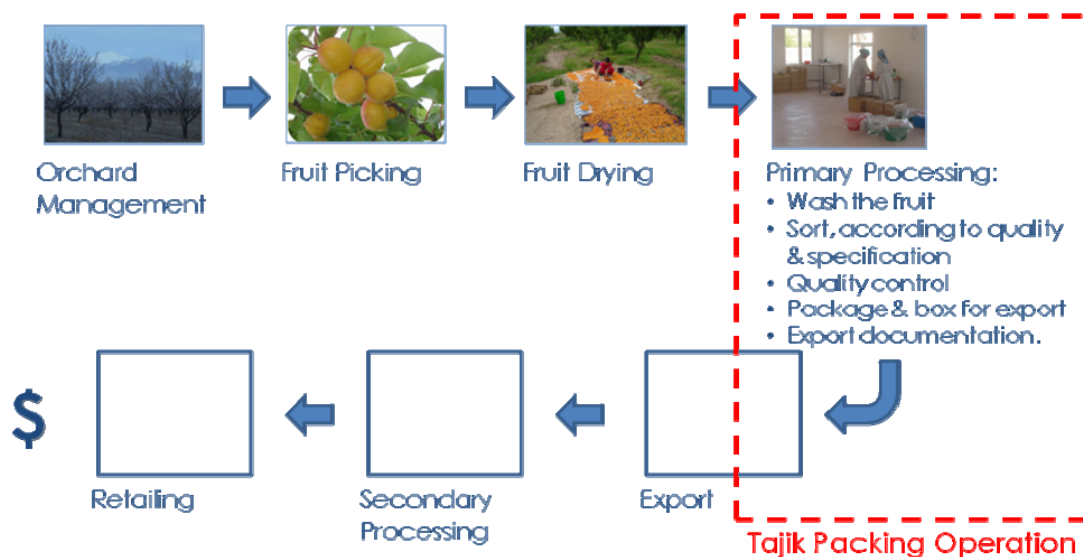 Orchard
Management
Fruit Picking
Fruit Drying
Primary Processing:
• Wash the fruit
• Sort, according to quality
& specification
• Quality control
• Package & box for export
• Export documentation.
$
Retailing
Secondary
Processing
Export
Tajik Packing Operation